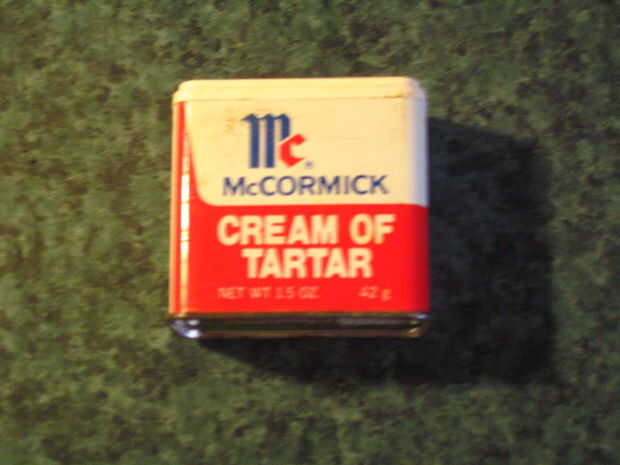 Mc®
McCORMICK
CREAM OF
TARTAR
NET WT 1.5 OZ. 42 g